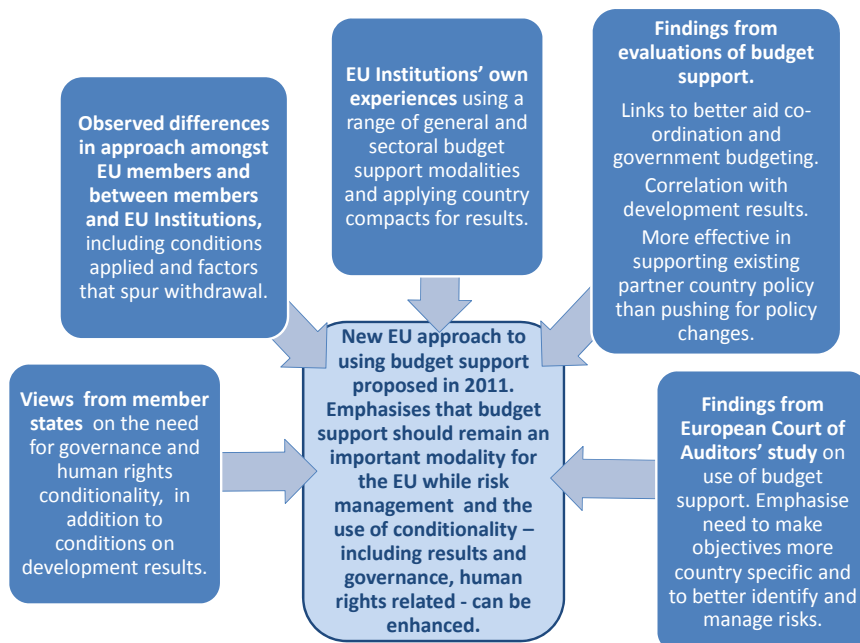 Observed differences
in approach amongst
EU members and
between members
and EU Institutions,
including conditions
applied and factors
that spur withdrawal.
EU Institutions’ own
experiences using a
range of general and
sectoral budget
support modalities
and applying country
compacts for results.
Findings from
evaluations of budget
support.
Links to better aid co-
ordination and
government budgeting.
Correlation with
development results.
More effective in
supporting existing
partner country policy
than pushing for policy
changes.
Views from member
states on the need
for governance and
human rights
conditionality, in
addition to
conditions on
development results.
New EU approach to
using budget support
proposed in 2011.
Emphasises that budget
support should remain an
important modality for
the EU while risk
management and the
use of conditionality –
including results and
governance, human
rights related - can be
enhanced.
Findings from
European Court of
Auditors’ study on
use of budget
support. Emphasise
need to make
objectives more
country specific and
to better identify and
manage risks.